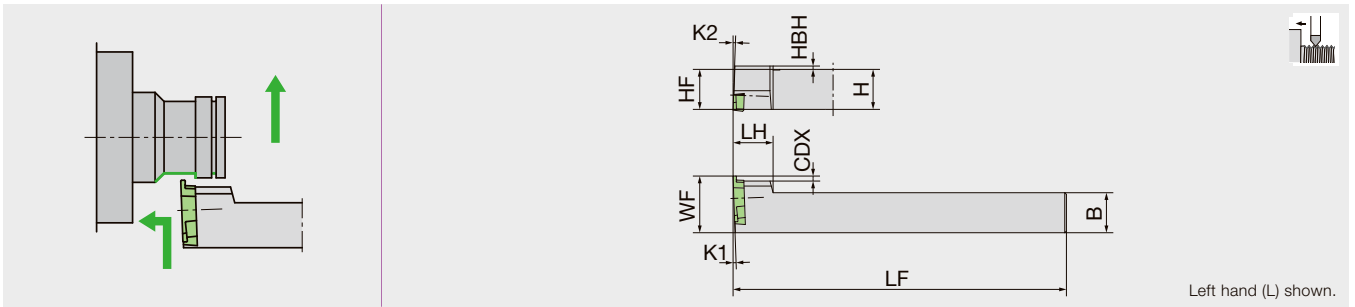 K2
HBH
HF
H
LH
CDX
WF
B
K1
LF
Left hand (L) shown.